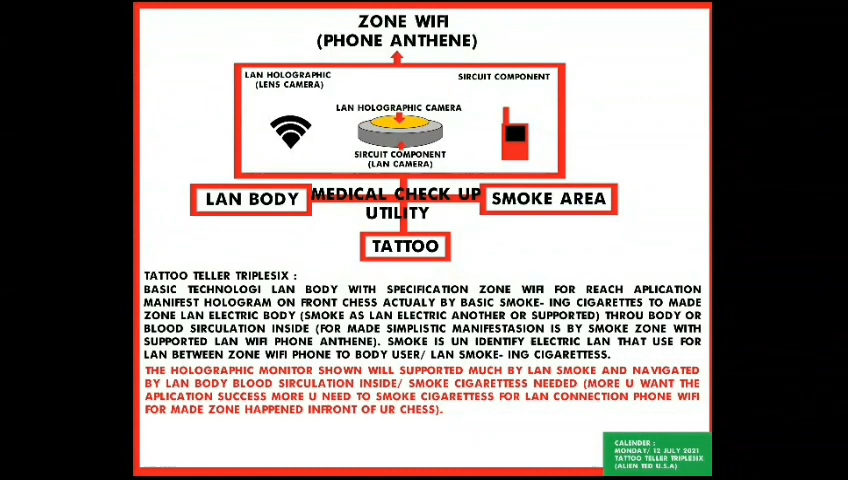 ZONE WIFI
(PHONE ANTHENE)
LAN HOLOGRAPHIC
(LENS CAMERA)
SIRCUIT COMPONENT
LAN HOLOGRAPHIC CAMERA
SIRCUIT COMPONENT
(LAN CAMERA)
LAN BODY
MEDICAL CHECK UP
UTILITY
SMOKE AREA
TATTOO
TATTOO TELLER TRIPLESIX :
BASIC TECHNOLOGI LAN BODY WITH SPECIFICATION ZONE WIFI FOR REACH APLICATION
MANIFEST HOLOGRAM ON FRONT CHESS ACTUALY BY BASIC SMOKE- ING CIGARETTES TO MADE
ZONE LAN ELECTRIC BODY (SMOKE AS LAN ELECTRIC ANOTHER OR SUPPORTED) THROU BODY OR
BLOOD SIRCULATION INSIDE (FOR MADE SIMPLISTIC MANIFESTASION IS BY SMOKE ZONE WITH
SUPPORTED LAN WIFI PHONE ANTHENE). SMOKE IS UN IDENTIFY ELECTRIC LAN THAT USE FOR
LAN BETWEEN ZONE WIFI PHONE TO BODY USER/ LAN SMOKE- ING CIGARETTESS.
THE HOLOGRAPHIC MONITOR SHOWN WILL SUPPORTED MUCH BY LAN SMOKE AND NAVIGATED
BY LAN BODY BLOOD SIRCULATION INSIDE/ SMOKE CIGARETTESS NEEDED (MORE U WANT THE
APLICATION SUCCESS MORE U NEED TO SMOKE CIGARETTESS FOR LAN CONNECTION PHONE WIFI
FOR MADE ZONE HAPPENED INFRONT OF UR CHESS).
CALENDER :
MONDAY/ 12 JULY 2021
TATTOO TELLER TRIPLESIX
(ALIEN TED U.S.A)